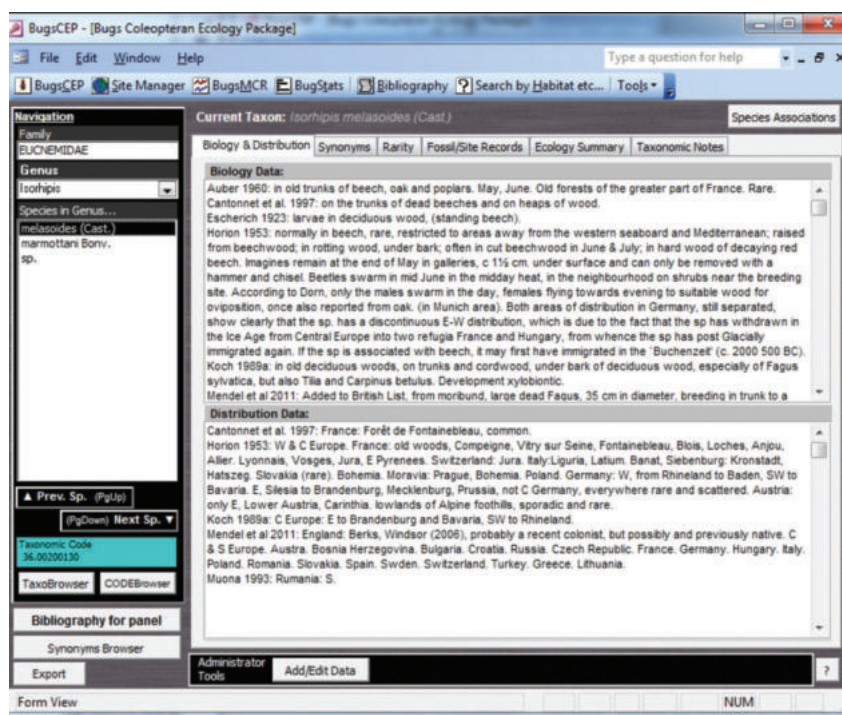 BugsCEP - [Bugs Coleopteran Ecology Package]
File Edit Window Help
Type a question for help
BugsCEP Site Manager BugsMCR BugStats Bibliography Search by Habitat etc... Tools
Navigation
Family
EUCNEMIDAE
Genus
Isorhipis
Species in Genus...
melasoides (Cast.)
marmottani Bonv.
sp.
▲ Prev. Sp. (PgUp)
(PgDown) Next Sp. ▼
Taxonomic Code
36.00200130
TaxoBrowser CODEBrowser
Bibliography for panel
Synonyms Browser
Export
Current Taxon: Isorhipis melasoides (Cast.)
Species Associations
Biology & Distribution Synonyms Rarity Fossil/Site Records Ecology Summary Taxonomic Notes
Biology Data:
Auber 1960: in old trunks of beech, oak and poplars. May, June. Old forests of the greater part of France. Rare.
Cantonnet et al. 1997: on the trunks of dead beeches and on heaps of wood.
Escherich 1923: larvae in deciduous wood, (standing beech).
Horion 1953: normally in beech, rare, restricted to areas away from the western seaboard and Mediterranean; raised
from beechwood; in rotting wood, under bark; often in cut beechwood in June & July; in hard wood of decaying red
beech. Imagines remain at the end of May in galleries, c 1½ cm. under surface and can only be removed with a
hammer and chisel. Beetles swarm in mid June in the midday heat, in the neighbourhood on shrubs near the breeding
site. According to Dorn, only the males swarm in the day, females flying towards evening to suitable wood for
oviposition, once also reported from oak. (in Munich area). Both areas of distribution in Germany, still separated,
show clearly that the sp. has a discontinuous E-W distribution, which is due to the fact that the sp has withdrawn in
the Ice Age from Central Europe into two refugia France and Hungary, from whence the sp has post Glacially
immigrated again. If the sp is associated with beech, it may first have immigrated in the `Buchenzeit' (c. 2000 500 BC).
Koch 1989a: in old deciduous woods, on trunks and cordwood, under bark of deciduous wood, especially of Fagus
sylvatica, but also Tilia and Carpinus betulus. Development xylobiontic.
Mendel et al 2011: Added to British List, from moribund, large dead Fagus, 35 cm in diameter, breeding in trunk to a
Distribution Data:
Cantonnet et al. 1997: France: Forêt de Fontainebleau, common.
Horion 1953: W & C Europe. France: old woods, Compeigne, Vitry sur Seine, Fontainebleau, Blois, Loches, Anjou,
Allier. Lyonnais, Vosges, Jura, E Pyrenees. Switzerland: Jura. Italy:Liguria, Latium. Banat, Siebenburg: Kronstadt,
Hatszeg. Slovakia (rare). Bohemia. Moravia: Prague, Bohemia. Poland. Germany: W, from Rhineland to Baden, SW to
Bavaria. E, Silesia to Brandenburg, Mecklenburg, Prussia, not C Germany, everywhere rare and scattered. Austria:
only E, Lower Austria, Carinthia. lowlands of Alpine foothills, sporadic and rare.
Koch 1989a: C Europe: E to Brandenburg and Bavaria, SW to Rhineland.
Mendel et al 2011: England: Berks, Windsor (2006), probably a recent colonist, but possibly and previously native. C
& S Europe. Austra. Bosnia Herzegovina. Bulgaria. Croatia. Russia. Czech Republic. France. Germany. Hungary. Italy.
Poland. Romania. Slovakia. Spain. Swden. Switzerland. Turkey. Greece. Lithuania.
Muona 1993: Rumania: S.
Administrator
Tools
Add/Edit Data
?
Form View
NUM